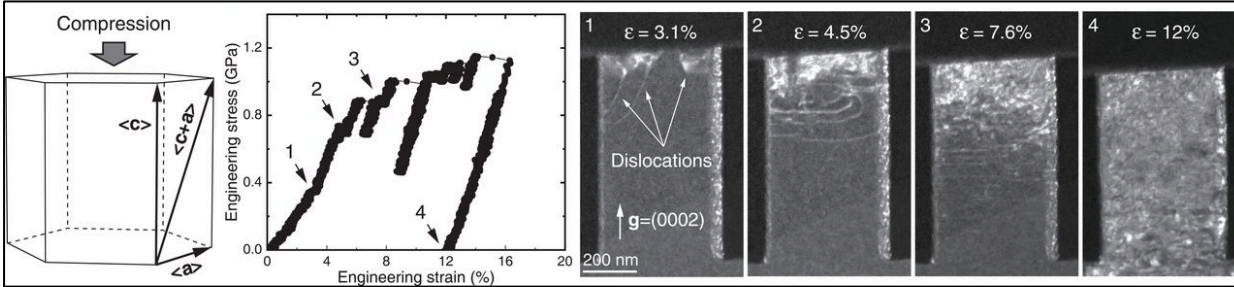 Compression
<c>
<c+a>
<a>
Engineering stress (GPa)
1.2
0.8
0.4
0.0
0 4 8 12 16 20
Engineering strain (%)
1
2
3
4
1
ε = 3.1%
Dislocations
g=(0002)
200 nm
2
ε = 4.5%
3
ε = 7.6%
4
ε = 12%